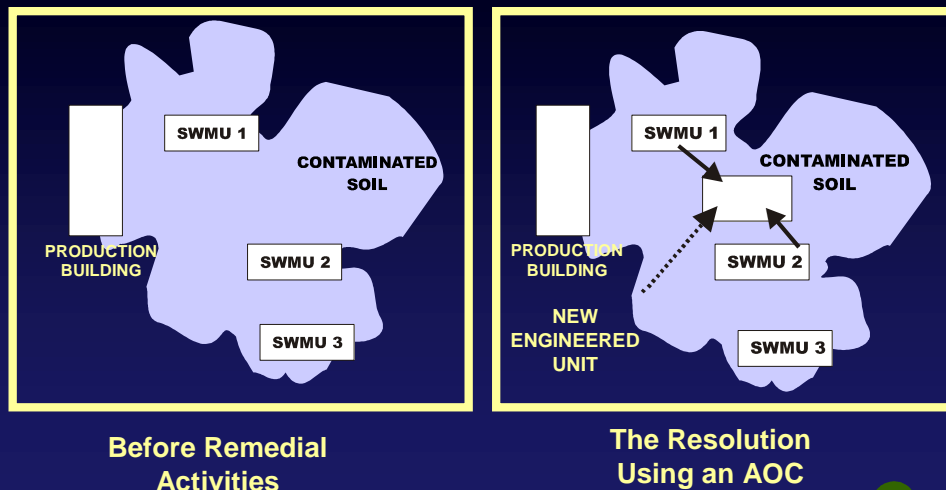 SWMU 1
CONTAMINATED
SOIL
PRODUCTION
BUILDING
SWMU 2
SWMU 3
Before Remedial
Activities
SWMU 1
CONTAMINATED
SOIL
PRODUCTION
BUILDING
SWMU 2
NEW
ENGINEERED
UNIT
SWMU 3
The Resolution
Using an AOC